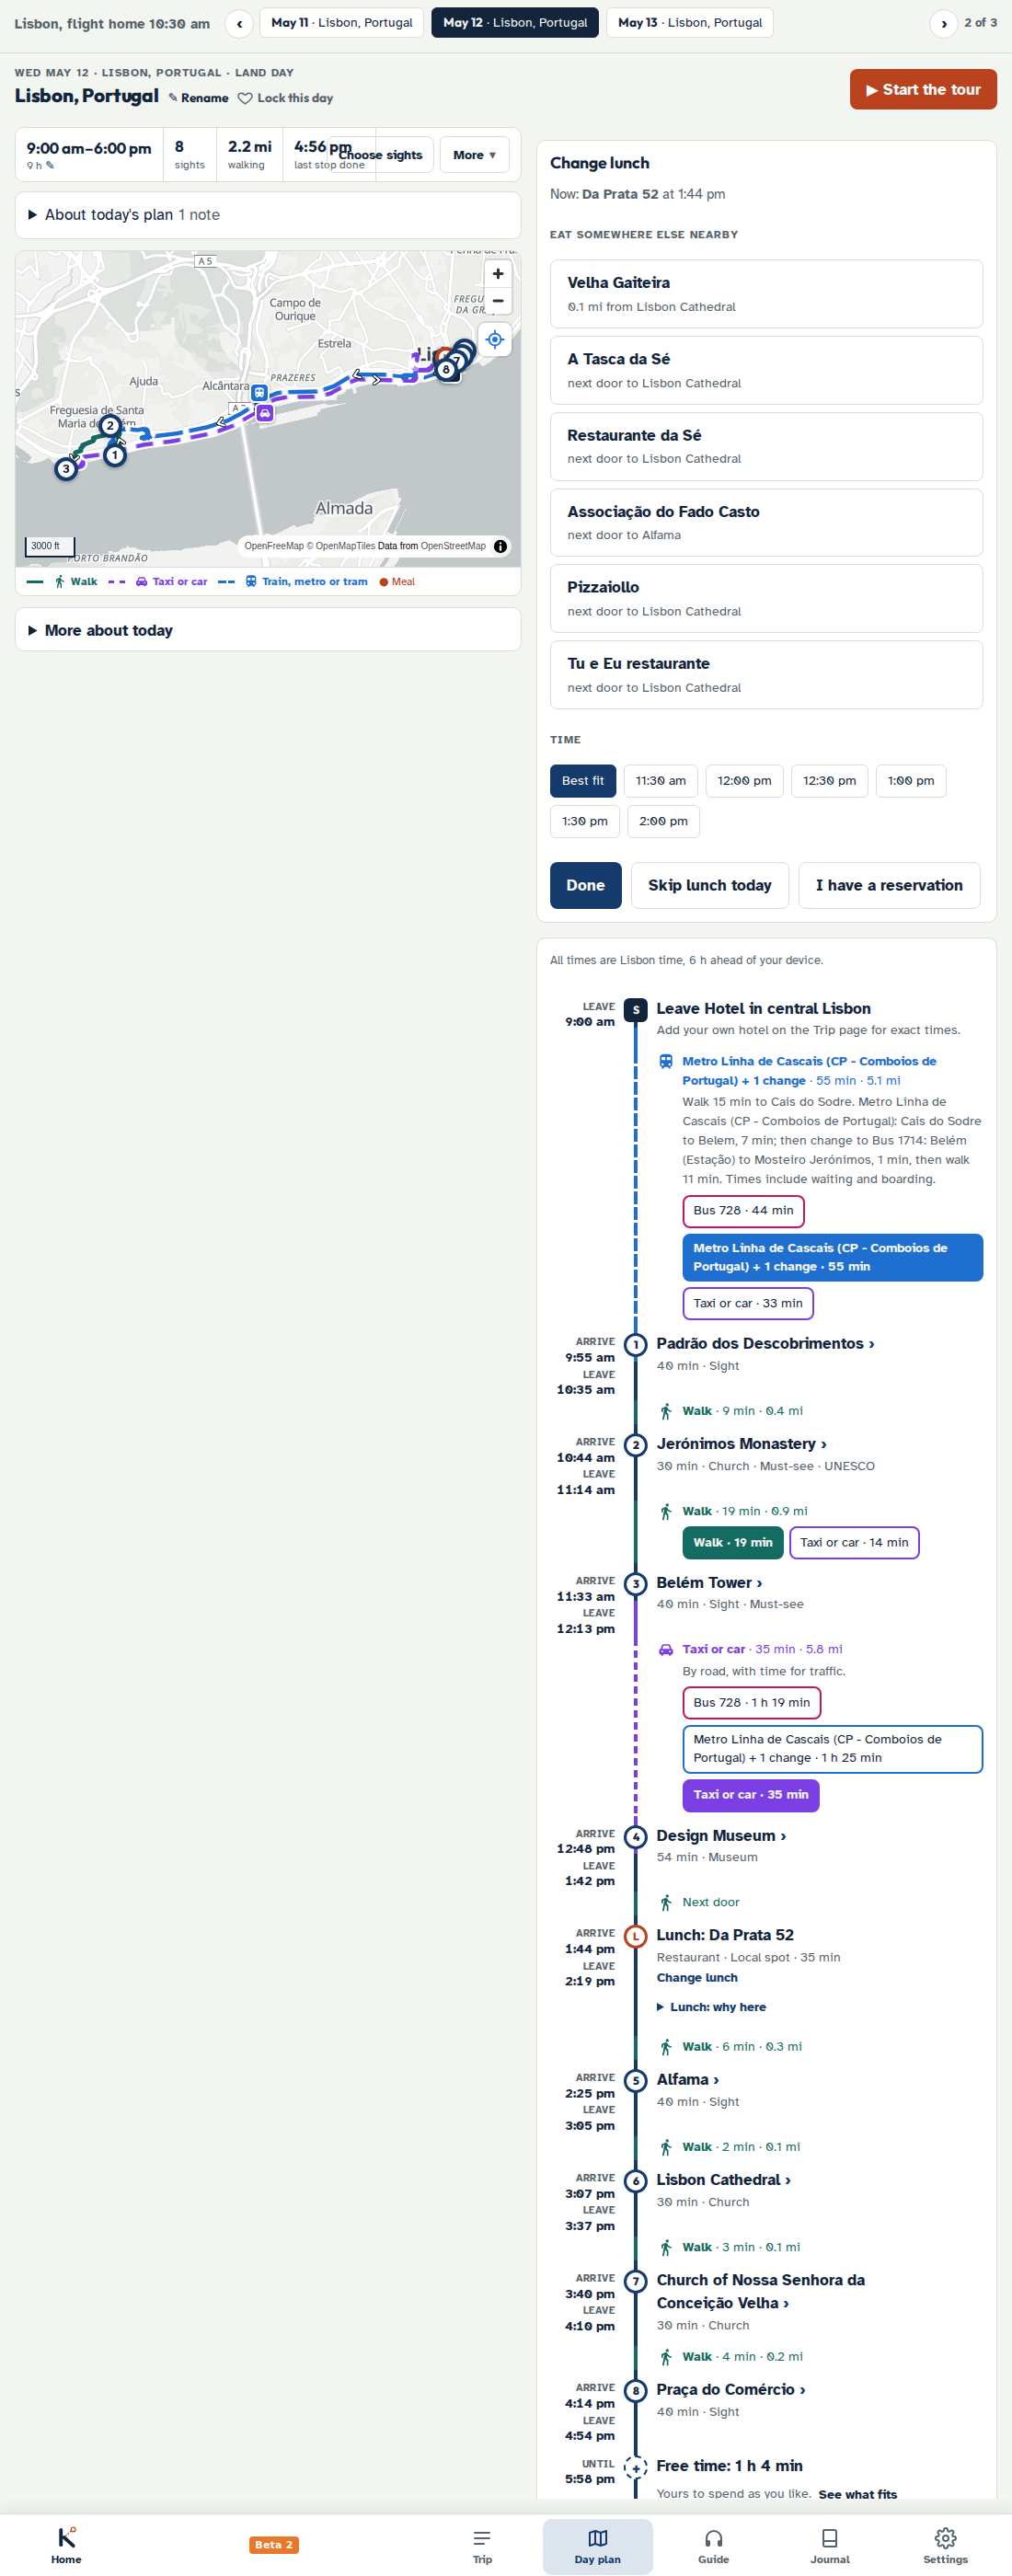 Lisbon, flight home 10:30 am
‹
May 11 · Lisbon, Portugal
May 12 · Lisbon, Portugal
May 13 · Lisbon, Portugal
›
2 of 3
WED MAY 12 · LISBON, PORTUGAL · LAND DAY
Lisbon, Portugal
✎ Rename
Lock this day
▶ Start the tour
9:00 am–6:00 pm
9 h ✎
8
sights
2.2 mi
walking
4:56 pm
last stop done
Choose sights
More ▾
▶ About today's plan 1 note
A 5
Campo de
Ourique
Estrela
PRAZERES
Ajuda
Alcântara
Freguesia de Santa
2
1
3
7
8
+
−
Almada
3000 ft
PORTO BRANDÃO
OpenFreeMap © OpenMapTiles Data from OpenStreetMap
Walk
Taxi or car
Train, metro or tram
Meal
▶ More about today
Change lunch
Now: Da Prata 52 at 1:44 pm
EAT SOMEWHERE ELSE NEARBY
Velha Gaiteira
0.1 mi from Lisbon Cathedral
A Tasca da Sé
next door to Lisbon Cathedral
Restaurante da Sé
next door to Lisbon Cathedral
Associação do Fado Casto
next door to Alfama
Pizzaiollo
next door to Lisbon Cathedral
Tu e Eu restaurante
next door to Lisbon Cathedral
TIME
Best fit
11:30 am
12:00 pm
12:30 pm
1:00 pm
1:30 pm
2:00 pm
Done
Skip lunch today
I have a reservation
All times are Lisbon time, 6 h ahead of your device.
LEAVE
9:00 am
S
Leave Hotel in central Lisbon
Add your own hotel on the Trip page for exact times.
Metro Linha de Cascais (CP - Comboios de
Portugal) + 1 change · 55 min · 5.1 mi
Walk 15 min to Cais do Sodre. Metro Linha de
Cascais (CP - Comboios de Portugal): Cais do Sodre
to Belem, 7 min; then change to Bus 1714: Belém
(Estação) to Mosteiro Jerónimos, 1 min, then walk
11 min. Times include waiting and boarding.
Bus 728 · 44 min
Metro Linha de Cascais (CP - Comboios de
Portugal) + 1 change · 55 min
Taxi or car · 33 min
ARRIVE
9:55 am
LEAVE
10:35 am
1
Padrão dos Descobrimentos ›
40 min · Sight
Walk · 9 min · 0.4 mi
ARRIVE
10:44 am
LEAVE
11:14 am
2
Jerónimos Monastery ›
30 min · Church · Must-see · UNESCO
Walk · 19 min · 0.9 mi
Walk · 19 min
Taxi or car · 14 min
ARRIVE
11:33 am
LEAVE
12:13 pm
3
Belém Tower ›
40 min · Sight · Must-see
Taxi or car · 35 min · 5.8 mi
By road, with time for traffic.
Bus 728 · 1 h 19 min
Metro Linha de Cascais (CP - Comboios de
Portugal) + 1 change · 1 h 25 min
Taxi or car · 35 min
ARRIVE
12:48 pm
LEAVE
1:42 pm
4
Design Museum ›
54 min · Museum
Next door
ARRIVE
1:44 pm
LEAVE
2:19 pm
L
Lunch: Da Prata 52
Restaurant · Local spot · 35 min
Change lunch
▶ Lunch: why here
Walk · 6 min · 0.3 mi
ARRIVE
2:25 pm
LEAVE
3:05 pm
5
Alfama ›
40 min · Sight
Walk · 2 min · 0.1 mi
ARRIVE
3:07 pm
LEAVE
3:37 pm
6
Lisbon Cathedral ›
30 min · Church
Walk · 3 min · 0.1 mi
ARRIVE
3:40 pm
LEAVE
4:10 pm
7
Church of Nossa Senhora da
Conceição Velha ›
30 min · Church
Walk · 4 min · 0.2 mi
ARRIVE
4:14 pm
LEAVE
4:54 pm
8
Praça do Comércio ›
40 min · Sight
UNTIL
5:58 pm
+
Free time: 1 h 4 min
Yours to spend as you like. See what fits
Home
Beta 2
Trip
Day plan
Guide
Journal
Settings